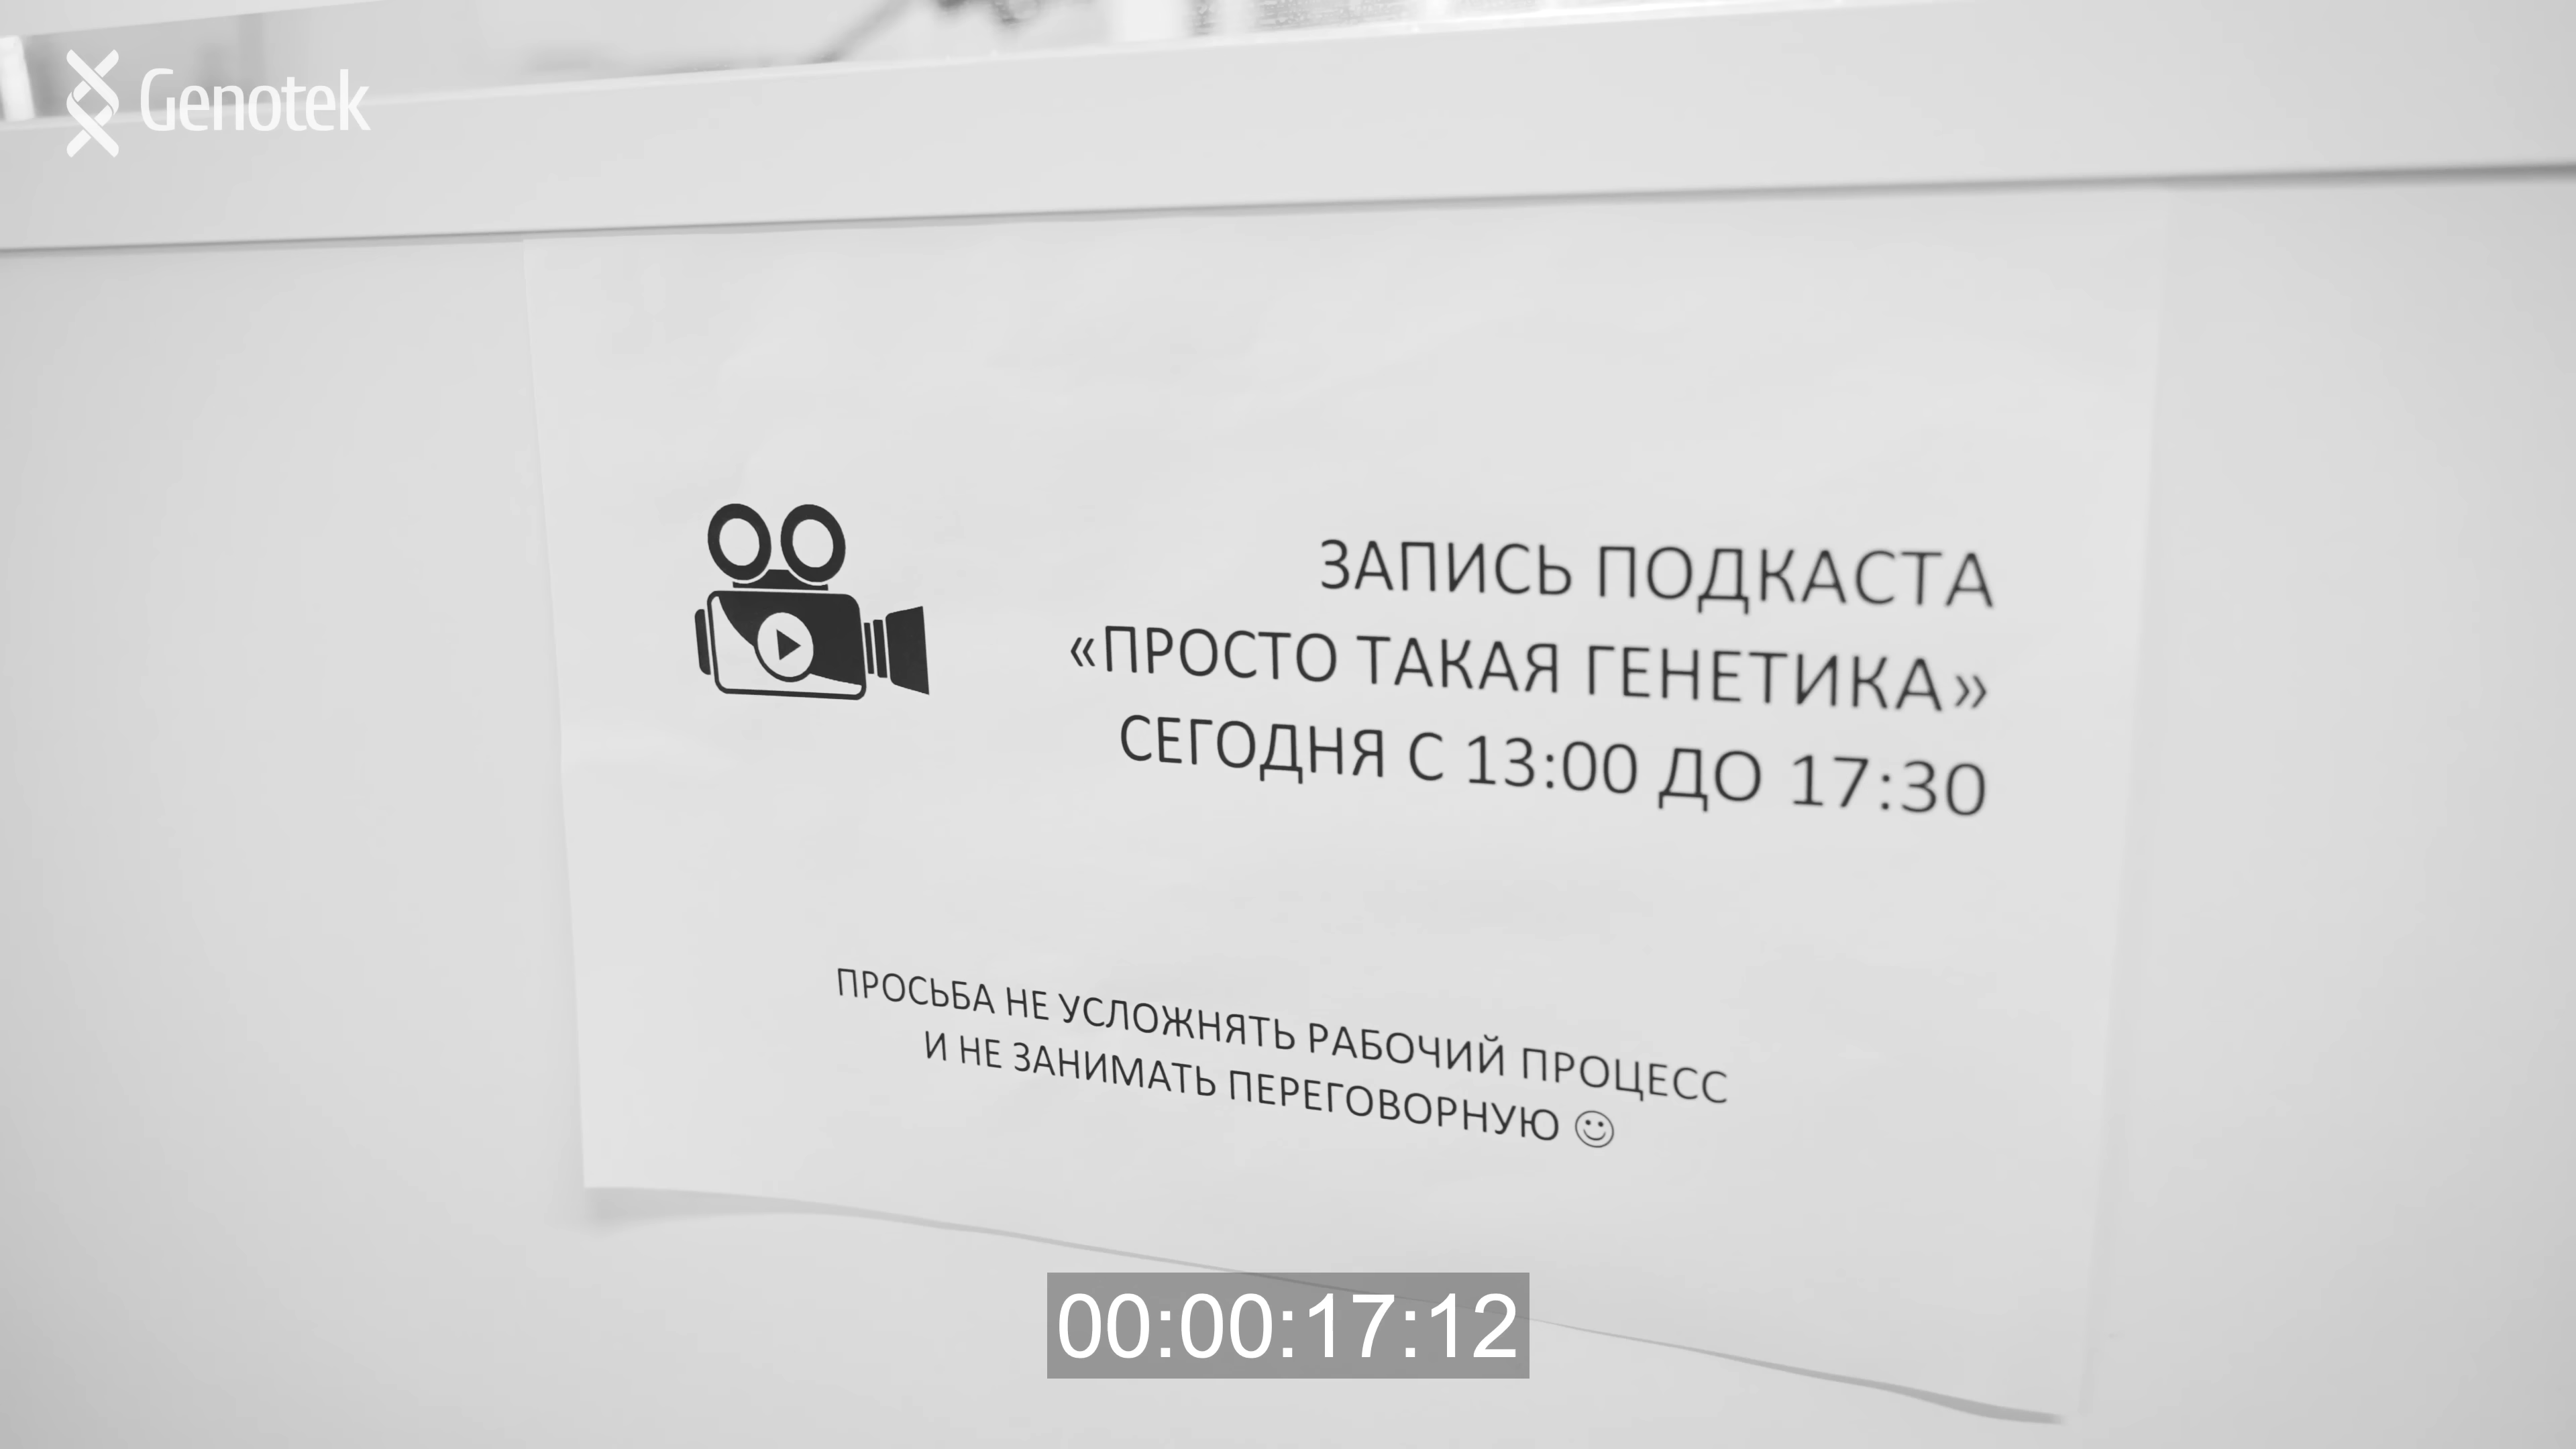 Genotek
ЗАПИСЬ ПОДКАСТА
«ПРОСТО ТАКАЯ ГЕНЕТИКА»
СЕГОДНЯ С 13:00 ДО 17:30
ПРОСЬБА НЕ УСЛОЖНЯТЬ РАБОЧИЙ ПРОЦЕСС
И НЕ ЗАНИМАТЬ ПЕРЕГОВОРНУЮ ☺
00:00:17:12